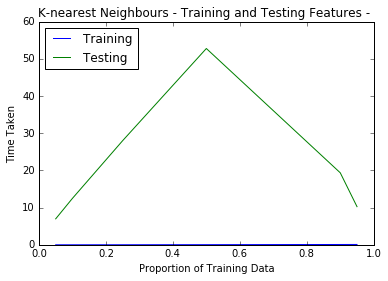 K-nearest Neighbours - Training and Testing Features -
Training
Testing
Time Taken
60
50
40
30
20
10
0
0.0 0.2 0.4 0.6 0.8 1.0
Proportion of Training Data